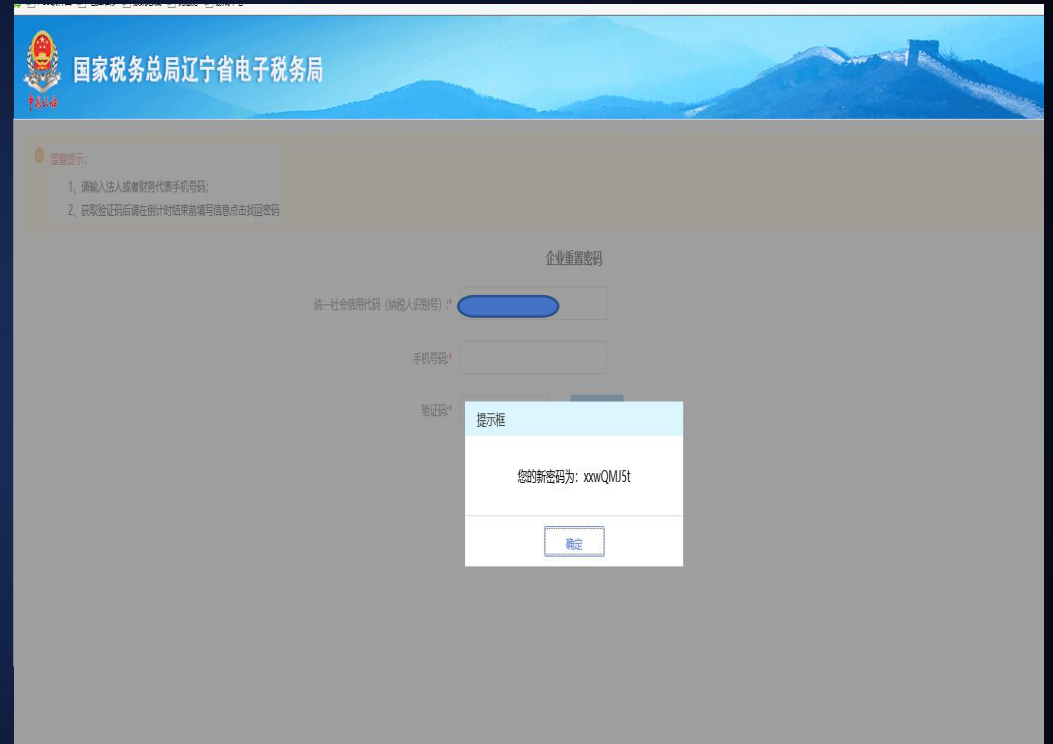 国家税务总局辽宁省电子税务局
温馨提示:
1、请输入法人或者财务代表手机号码;
2、获取验证码后请在倒计时结束前填写信息点击找回密码
企业重置密码
统一社会信用代码 (纳税人识别号) :*
手机号码:*
验证码:*
提示框
您的新密码为: xxwQMJ5t
确定